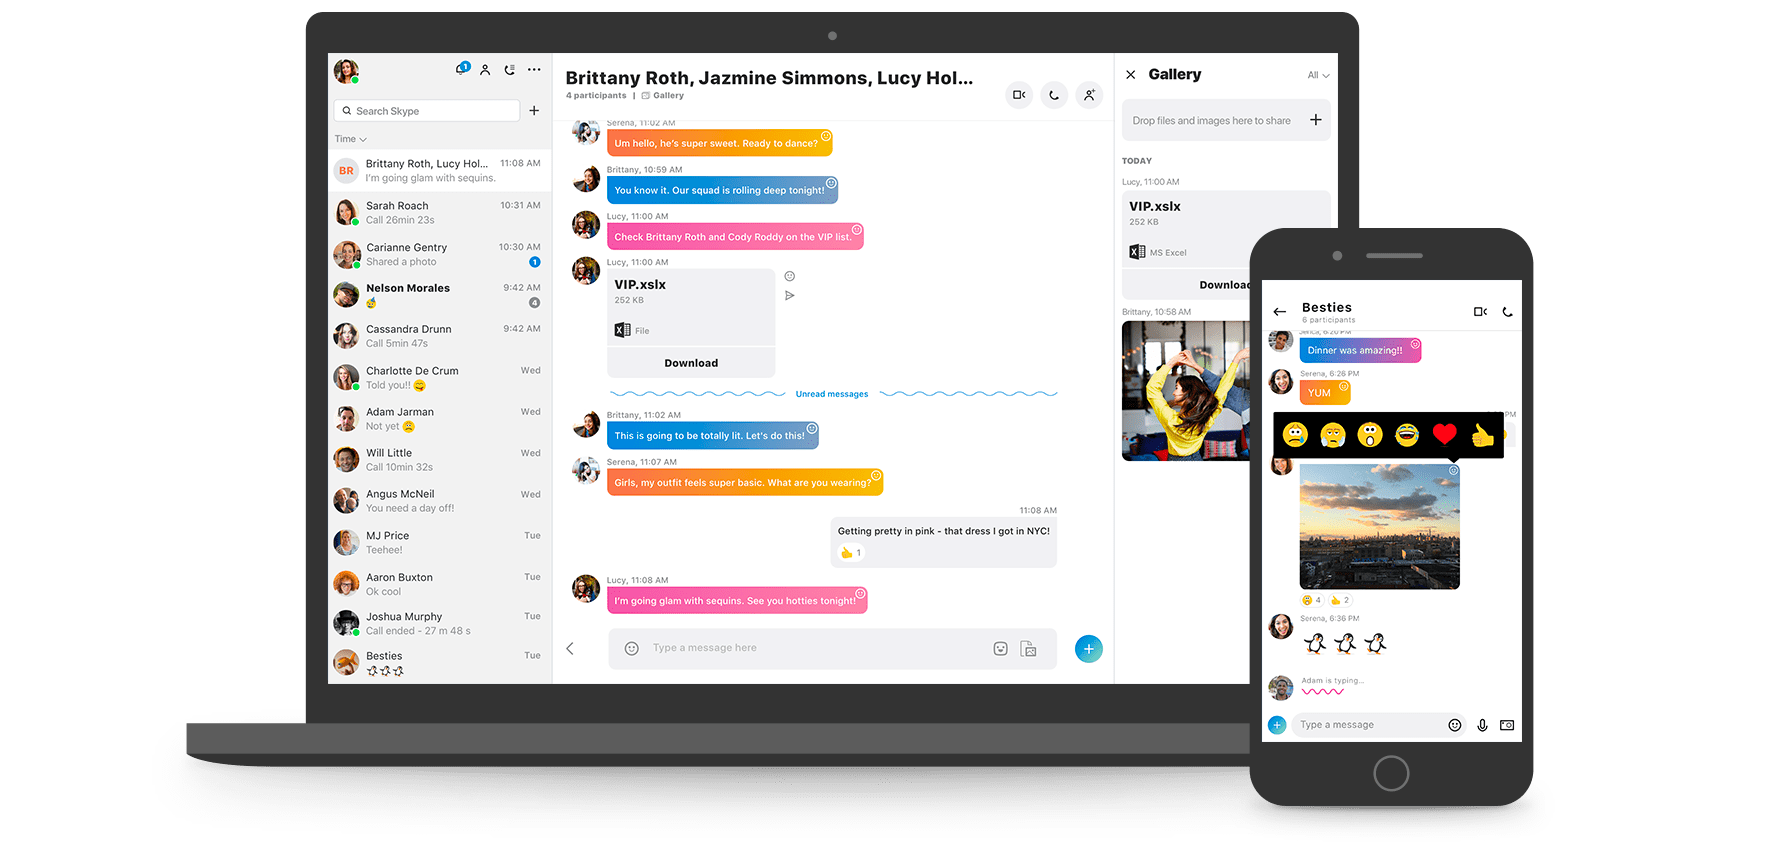 1
Search Skype
Time
BR
Brittany Roth, Lucy Hol... 11:08 AM
I'm going glam with sequins.
Sarah Roach 10:31 AM
Call 26min 23s
Carianne Gentry 10:30 AM
Shared a photo 1
Nelson Morales 9:42 AM
4
Cassandra Drunn 9:42 AM
Call 5min 47s
Charlotte De Crum Wed
Told you!!
Adam Jarman Wed
Not yet
Will Little Wed
Call 10min 32s
Angus McNeil Wed
You need a day off!
MJ Price Tue
Teehee!
Aaron Buxton Tue
Ok cool
Joshua Murphy Tue
Call ended - 27 m 48 s
Besties Tue
Brittany Roth, Jazmine Simmons, Lucy Hol...
4 participants | Gallery
Serena, 11:02 AM
Um hello, he's super sweet. Ready to dance?
Brittany, 10:59 AM
You know it. Our squad is rolling deep tonight!
Lucy, 11:00 AM
Check Brittany Roth and Cody Roddy on the VIP list.
Lucy, 11:00 AM
VIP.xslx
252 KB
File
Download
Unread messages
Brittany, 11:02 AM
This is going to be totally lit. Let's do this!
Serena, 11:07 AM
Girls, my outfit feels super basic. What are you wearing?
11:08 AM
Getting pretty in pink - that dress I got in NYC!
1
Lucy, 11:08 AM
I'm going glam with sequins. See you hotties tonight!
Type a message here
Gallery All
Drop files and images here to share
TODAY
Lucy, 11:00 AM
VIP.xslx
252 KB
MS Excel
Download
Brittany, 10:58 AM
Besties
6 participants
Dinner was amazing!!
Serena, 6:26 PM
YUM
PM
4 2
Serena, 6:36 PM
Adam is typing...
Type a message